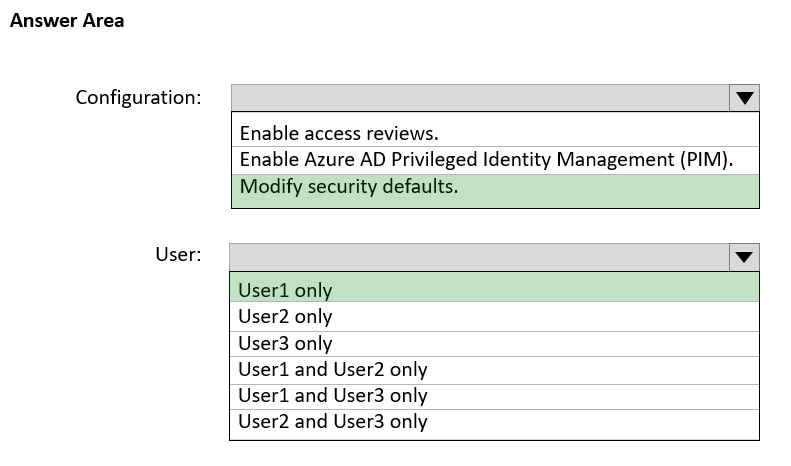 Answer Area
Configuration:
Enable access reviews.
Enable Azure AD Privileged Identity Management (PIM).
Modify security defaults.
User:
User1 only
User2 only
User3 only
User1 and User2 only
User1 and User3 only
User2 and User3 only